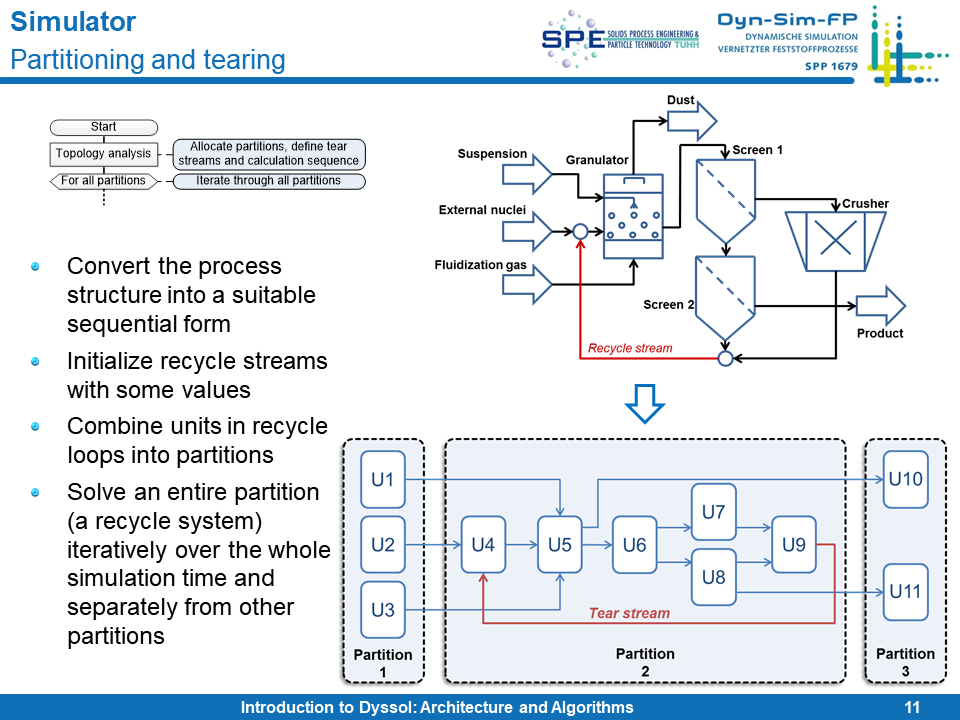 Simulator
Partitioning and tearing
SPE SOLIDS PROCESS ENGINEERING &
PARTICLE TECHNOLOGY TUHH
Dyn-Sim-FP
DYNAMISCHE SIMULATION
VERNETZTER FESTSTOFFPROZESSE
SPP 1679
Start
Topology analysis
Allocate partitions, define tear
streams and calculation sequence
For all partitions
Iterate through all partitions
Convert the process
structure into a suitable
sequential form
Initialize recycle streams
with some values
Combine units in recycle
loops into partitions
Solve an entire partition
(a recycle system)
iteratively over the whole
simulation time and
separately from other
partitions
Dust
Suspension
Granulator
Screen 1
External nuclei
Crusher
Fluidization gas
Screen 2
Product
Recycle stream
U1
U2
U3
Partition
1
U4
U5
U6
U7
U8
U9
Tear stream
Partition
2
U10
U11
Partition
3
Introduction to Dyssol: Architecture and Algorithms
11